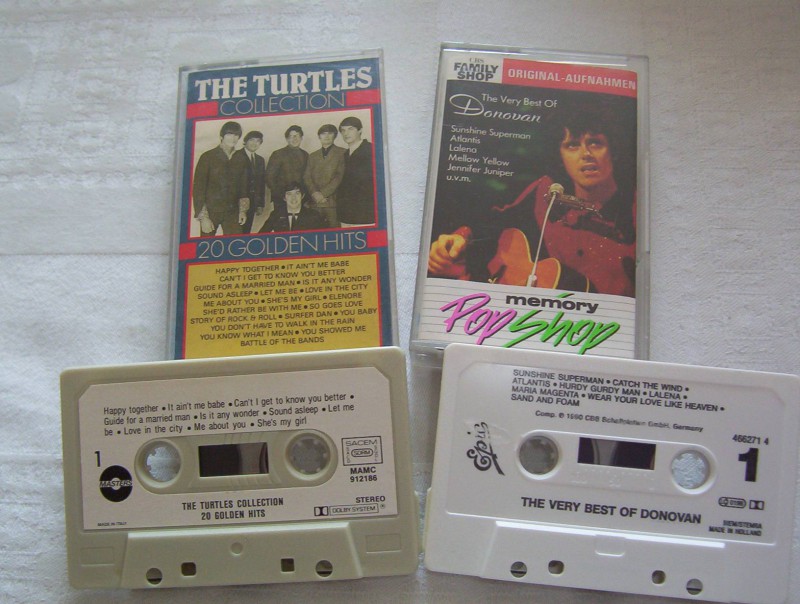 THE TURTLES
COLLECTION
20 GOLDEN HITS
HAPPY TOGETHER • IT AIN'T ME BABE
CAN'T I GET TO KNOW YOU BETTER
GUIDE FOR A MARRIED MAN • IS IT ANY WONDER
SOUND ASLEEP • LET ME BE • LOVE IN THE CITY
ME ABOUT YOU • SHE'S MY GIRL • ELENORE
SHE'D RATHER BE WITH ME • SO GOES LOVE
STORY OF ROCK & ROLL • SURFER DAN • YOU BABY
YOU DON'T HAVE TO WALK IN THE RAIN
YOU KNOW WHAT I MEAN • YOU SHOWED ME
BATTLE OF THE BANDS
CBS
FAMILY
SHOP
ORIGINAL-AUFNAHMEN
The Very Best Of
Donovan
Sunshine Superman
Atlantis
Lalena
Mellow Yellow
Jennifer Juniper
u.v.m.
memory
Pop Shop
Happy together • It ain't me babe • Can't I get to know you better •
Guide for a married man • Is it any wonder • Sound asleep • Let me
be • Love in the city • Me about you • She's my girl
1
MASTERS
MADE IN ITALY
SACEM
MAMC
912186
STEREO
DOLBY SYSTEM
THE TURTLES COLLECTION
20 GOLDEN HITS
SUNSHINE SUPERMAN • CATCH THE WIND •
ATLANTIS • HURDY GURDY MAN • LALENA •
MARIA MAGENTA • WEAR YOUR LOVE LIKE HEAVEN •
SAND AND FOAM
Comp. ℗ 1990 CBS Schallplatten GmbH, Germany
Epic
466271 4
1
THE VERY BEST OF DONOVAN
BIEM/STEMRA
MADE IN HOLLAND